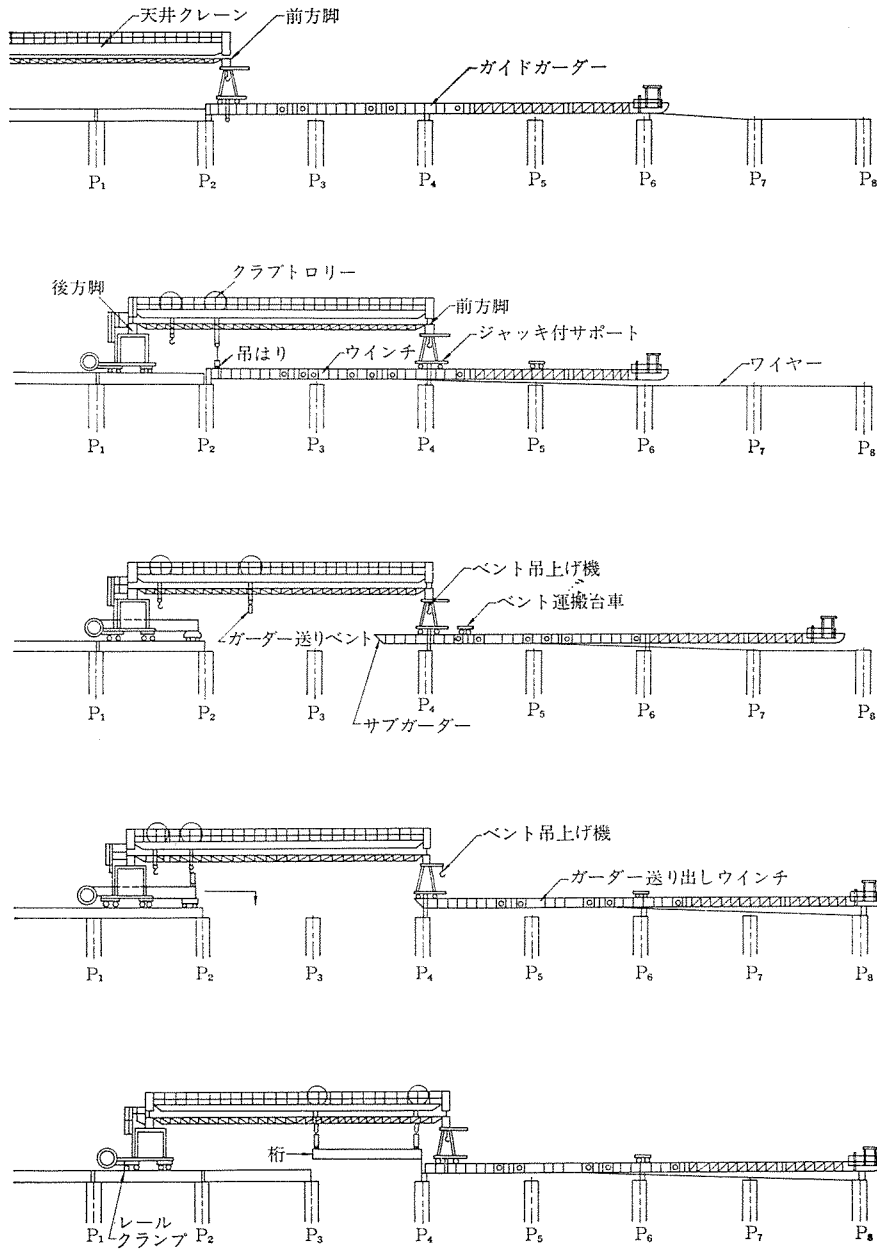 天井クレーン
前方脚
ガイドガーダー
P₁ P₂ P₃ P₄ P₅ P₆ P₇ P₈
クラブトロリー
後方脚
前方脚
ジャッキ付サポート
吊はり
ウインチ
ワイヤー
P₁ P₂ P₃ P₄ P₅ P₆ P₇ P₈
ベント吊上げ機
ベント運搬台車
ガーダー送りベント
P₁ P₂ P₃ P₄ P₅ P₆ P₇ P₈
サブガーダー
ベント吊上げ機
ガーダー送り出しウインチ
P₁ P₂ P₃ P₄ P₅ P₆ P₇ P₈
桁
レール
クランプ
P₁ P₂ P₃ P₄ P₅ P₆ P₇ P₈